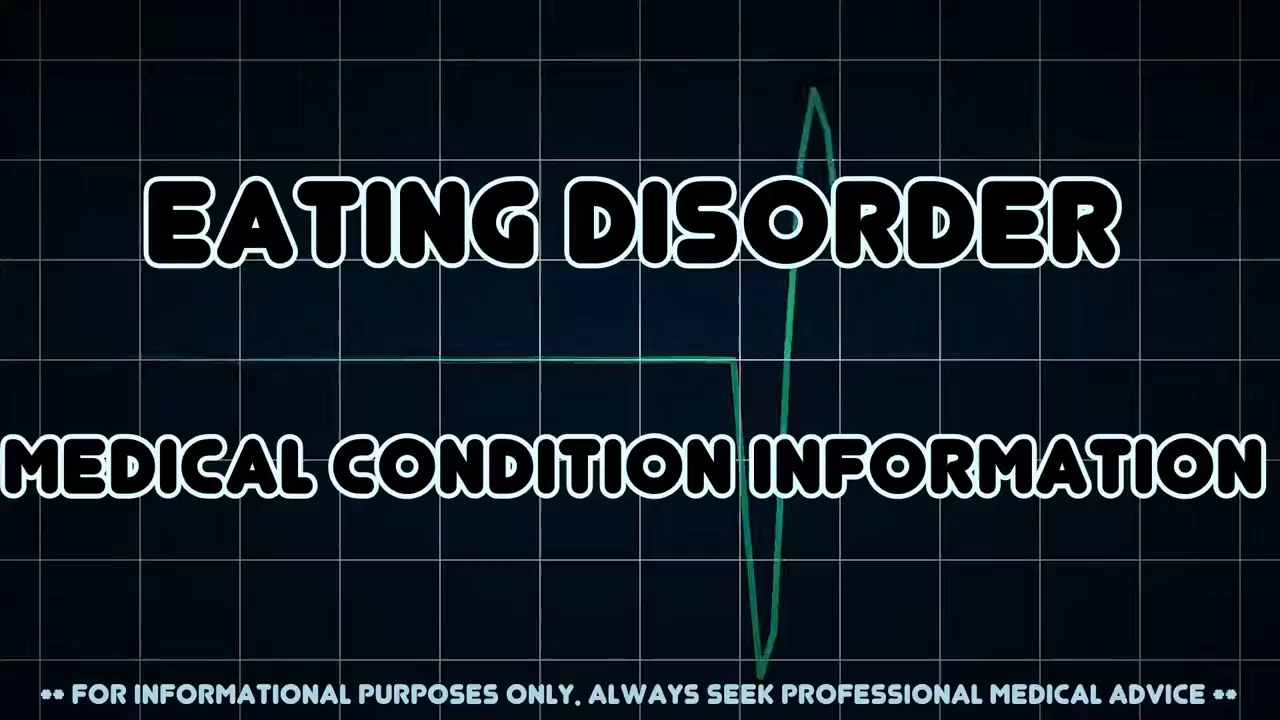 EATING DISORDER
MEDICAL CONDITION INFORMATION
** FOR INFORMATIONAL PURPOSES ONLY. ALWAYS SEEK PROFESSIONAL MEDICAL ADVICE **